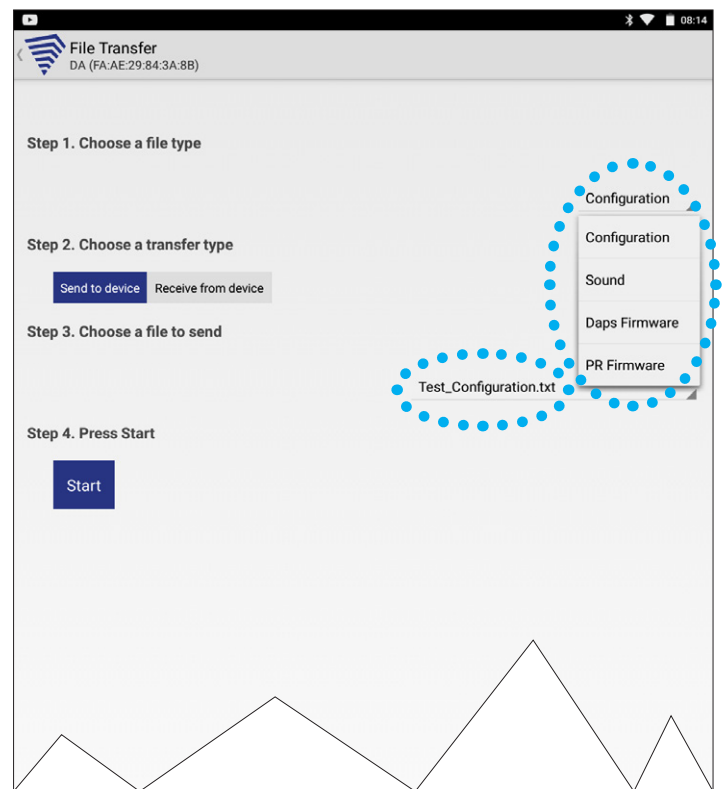 08:14
File Transfer
DA (FA:AE:29:84:3A:8B)
Step 1. Choose a file type
Configuration
Configuration
Sound
Daps Firmware
PR Firmware
Step 2. Choose a transfer type
Send to device Receive from device
Step 3. Choose a file to send
Test_Configuration.txt
Step 4. Press Start
Start